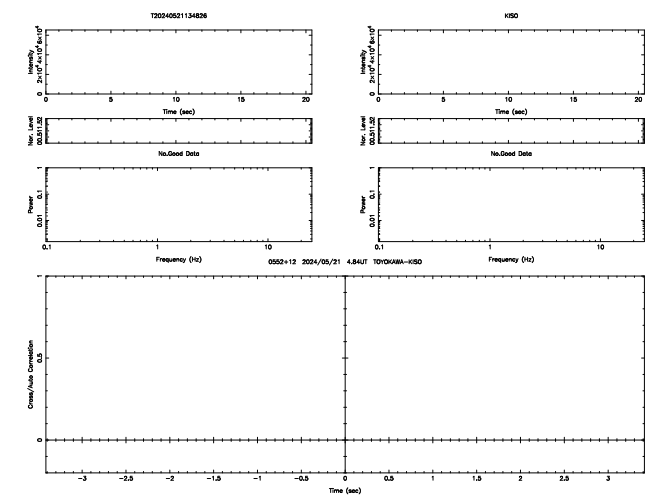 T20240521134826
KISO
Intensity
0 2×10⁴ 4×10⁴ 6×10⁴
0 5 10 15 20
Time (sec)
Intensity
0 2×10⁴ 4×10⁴ 6×10⁴
0 5 10 15 20
Time (sec)
Nor. Level
00.511.52
Nor. Level
00.511.52
No.Good Data
No.Good Data
Power
1
0.1
0.01
0.1 1 10
Frequency (Hz)
Power
1
0.1
0.01
0.1 1 10
Frequency (Hz)
0552+12 2024/05/21 4.84UT TOYOKAWA-KISO
Cross/Auto Correlation
1
0.5
0
-3 -2.5 -2 -1.5 -1 -0.5 0 0.5 1 1.5 2 2.5 3
Time (sec)